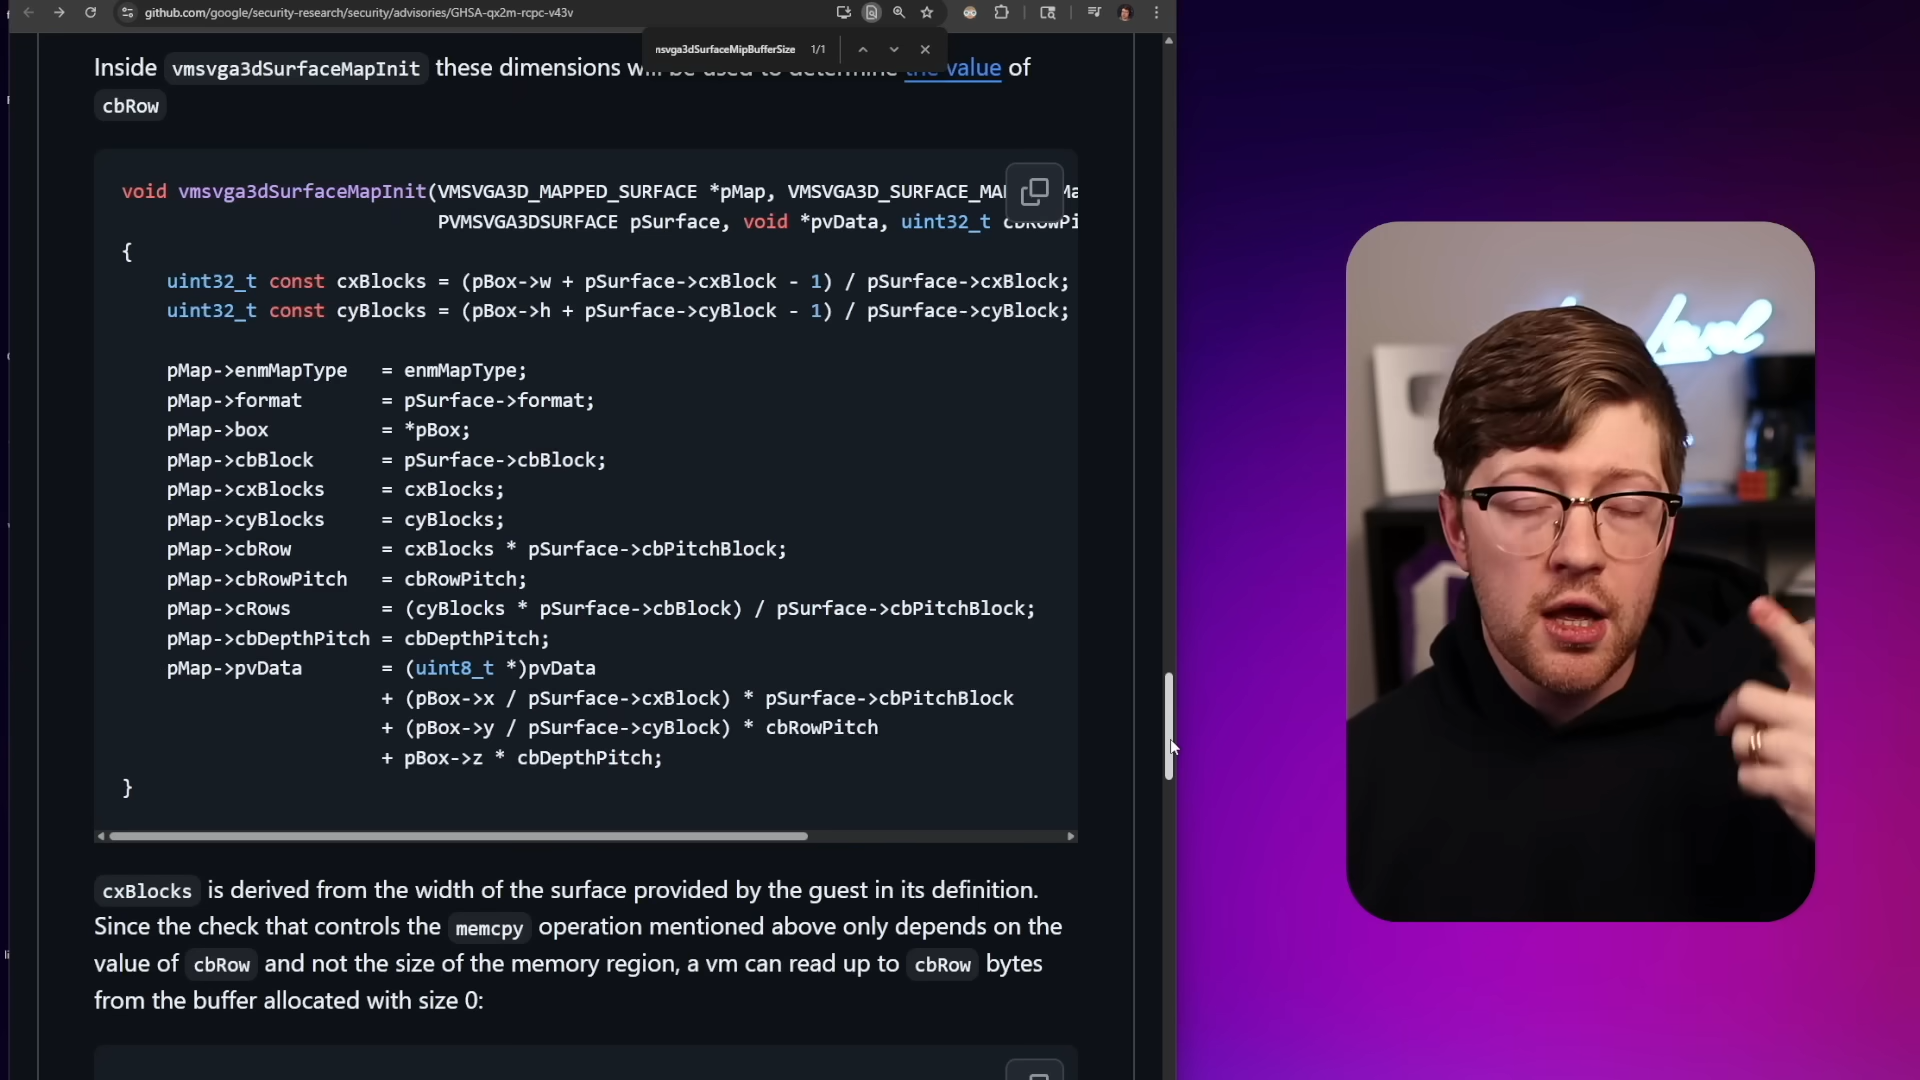 github.com/google/security-research/security/advisories/GHSA-qx2m-rcpc-v43v
nsvga3dSurfaceMipBufferSize 1/1
Inside vmsvga3dSurfaceMapInit these dimensions will be used to determine the value of
cbRow
void vmsvga3dSurfaceMapInit(VMSVGA3D_MAPPED_SURFACE *pMap, VMSVGA3D_SURFACE_MA
PVMSVGA3DSURFACE pSurface, void *pvData, uint32_t cbRowPi
{
uint32_t const cxBlocks = (pBox->w + pSurface->cxBlock - 1) / pSurface->cxBlock;
uint32_t const cyBlocks = (pBox->h + pSurface->cyBlock - 1) / pSurface->cyBlock;
pMap->enmMapType = enmMapType;
pMap->format = pSurface->format;
pMap->box = *pBox;
pMap->cbBlock = pSurface->cbBlock;
pMap->cxBlocks = cxBlocks;
pMap->cyBlocks = cyBlocks;
pMap->cbRow = cxBlocks * pSurface->cbPitchBlock;
pMap->cbRowPitch = cbRowPitch;
pMap->cRows = (cyBlocks * pSurface->cbBlock) / pSurface->cbPitchBlock;
pMap->cbDepthPitch = cbDepthPitch;
pMap->pvData = (uint8_t *)pvData
+ (pBox->x / pSurface->cxBlock) * pSurface->cbPitchBlock
+ (pBox->y / pSurface->cyBlock) * cbRowPitch
+ pBox->z * cbDepthPitch;
}
cxBlocks is derived from the width of the surface provided by the guest in its definition.
Since the check that controls the memcpy operation mentioned above only depends on the
value of cbRow and not the size of the memory region, a vm can read up to cbRow bytes
from the buffer allocated with size 0:
level